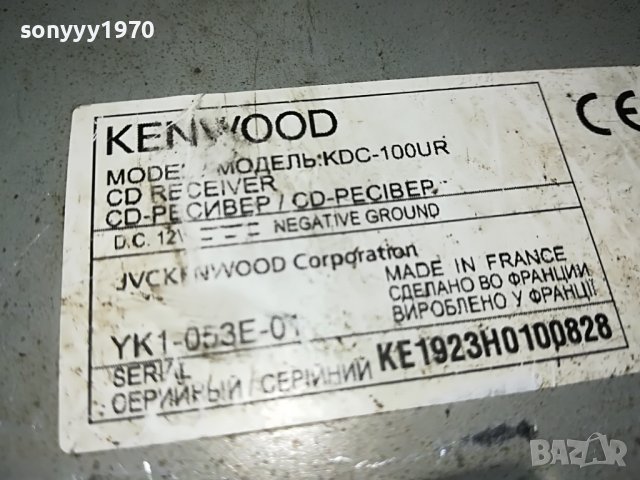 sonyyy1970
KENWOOD
CE
MODEL / МОДЕЛЬ:KDC-100UR
CD RECEIVER
CD-РЕСИВЕР / CD-РЕСІВЕР
D.C. 12V NEGATIVE GROUND
JVCKENWOOD Corporation
MADE IN FRANCE
СДЕЛАНО ВО ФРАНЦИИ
ВИРОБЛЕНО У ФРАНЦІЇ
YK1-053E-01
SERIAL
СЕРИЙНЫЙ / СЕРІЙНИЙ KE1923H0100828
BAZAR